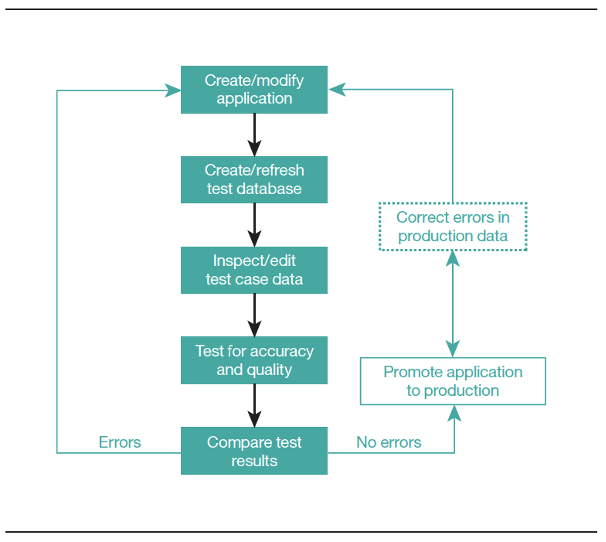 Create/modify
application
Create/refresh
test database
Correct errors in
production data
Inspect/edit
test case data
Test for accuracy
and quality
Promote application
to production
Errors
Compare test
results
No errors